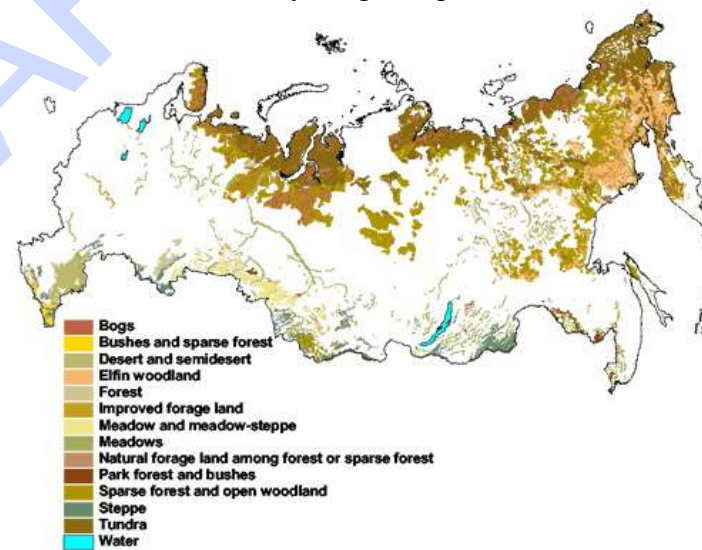 Bogs
Bushes and sparse forest
Desert and semidesert
Elfin woodland
Forest
Improved forage land
Meadow and meadow-steppe
Meadows
Natural forage land among forest or sparse forest
Park forest and bushes
Sparse forest and open woodland
Steppe
Tundra
Water